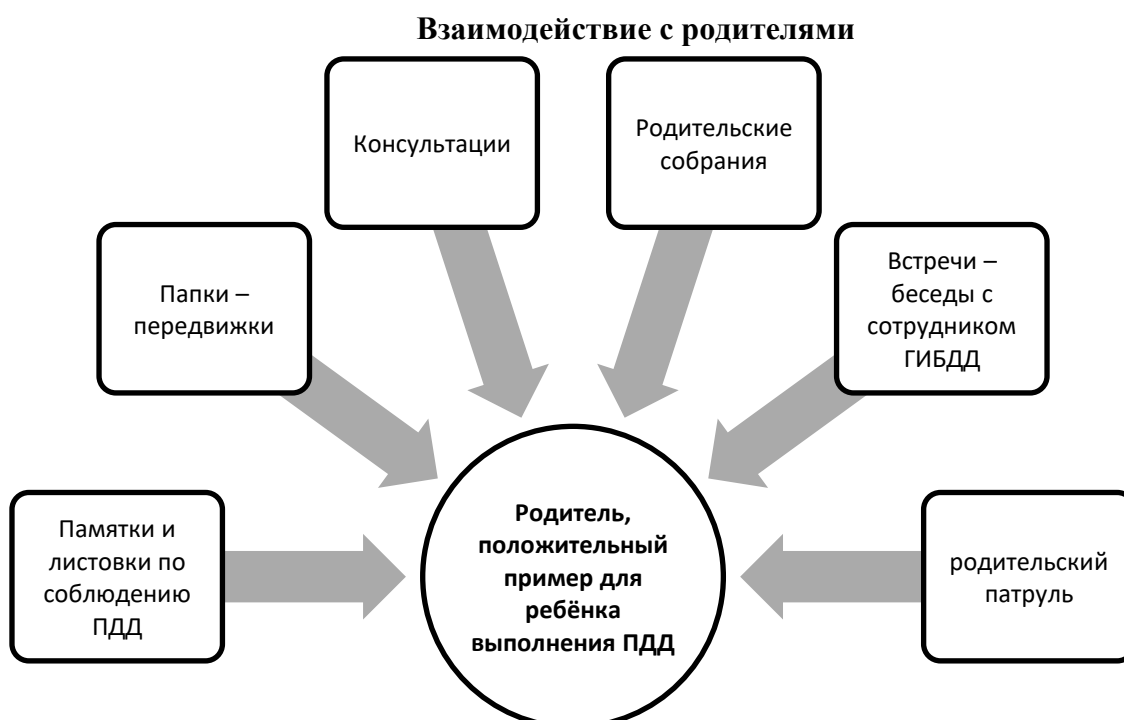 Взаимодействие с родителями
Консультации
Родительские
собрания
Папки –
передвижки
Встречи –
беседы с
сотрудником
ГИБДД
Памятки и
листовки по
соблюдению
ПДД
Родитель,
положительный
пример для
ребёнка
выполнения ПДД
родительский
патруль